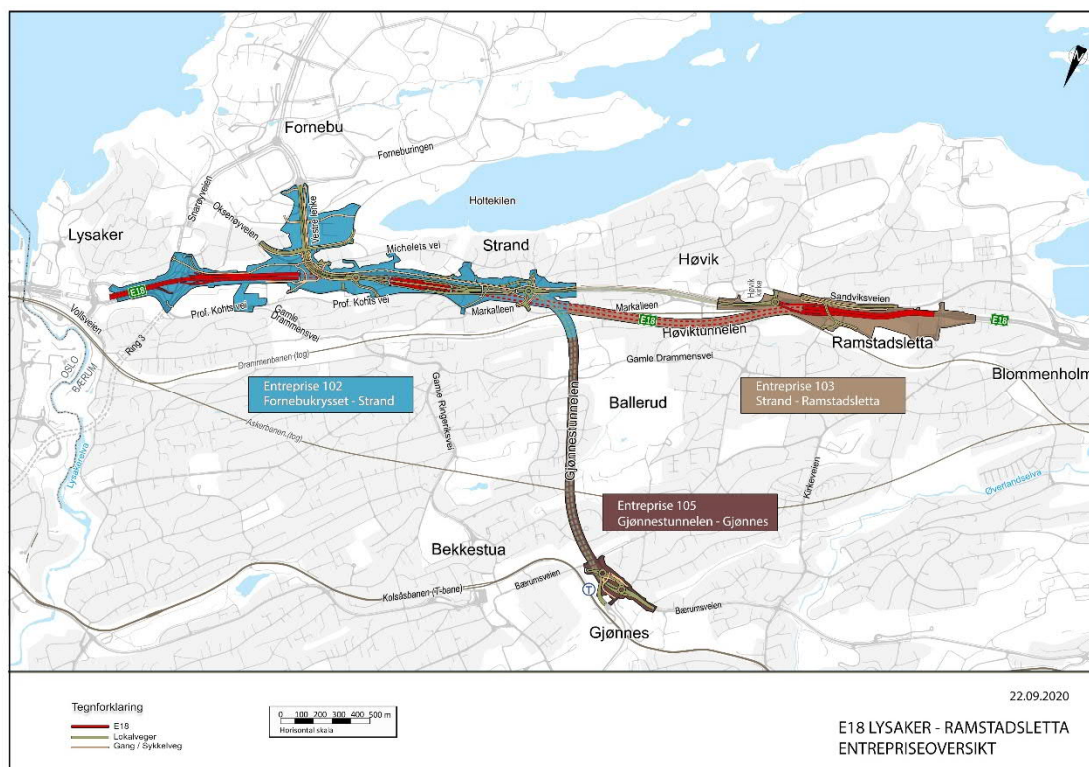 Fornebu
Forneburingen
Snarøyveien
Oksenøyveien
Vestre lenke
Holtekilen
Lysaker
Michelets vei
Strand
Høvik
Høvik
kirke
Sandviksveien
E18
Prof. Kohts vei
Gamle
Drammensvei
Prof. Kohts vei
Markalleen
Markalleen
E18
Høviktunnelen
E18
Ramstadsletta
Vollsveien
Ring 3
OSLO
BÆRUM
Drammenbanen (tog)
Gamle Drammensvei
Blommenholm
Entreprise 102
Fornebukrysset - Strand
Entreprise 103
Strand - Ramstadsletta
Gamle Ringeriksvei
Ballerud
Gjønnestunnelen
Askerbanen (tog)
Lysakerelva
Kirkeveien
Øverlandselva
Entreprise 105
Gjønnestunnelen - Gjønnes
Bekkestua
Bærumsveien
Kolsåsbanen (T-bane)
T
Bærumsveien
Gjønnes
22.09.2020
Tegnforklaring
E18
Lokalveger
Gang / Sykkelveg
0 100 200 300 400 500 m
Horisontal skala
E18 LYSAKER - RAMSTADSLETTA
ENTREPRISEOVERSIKT